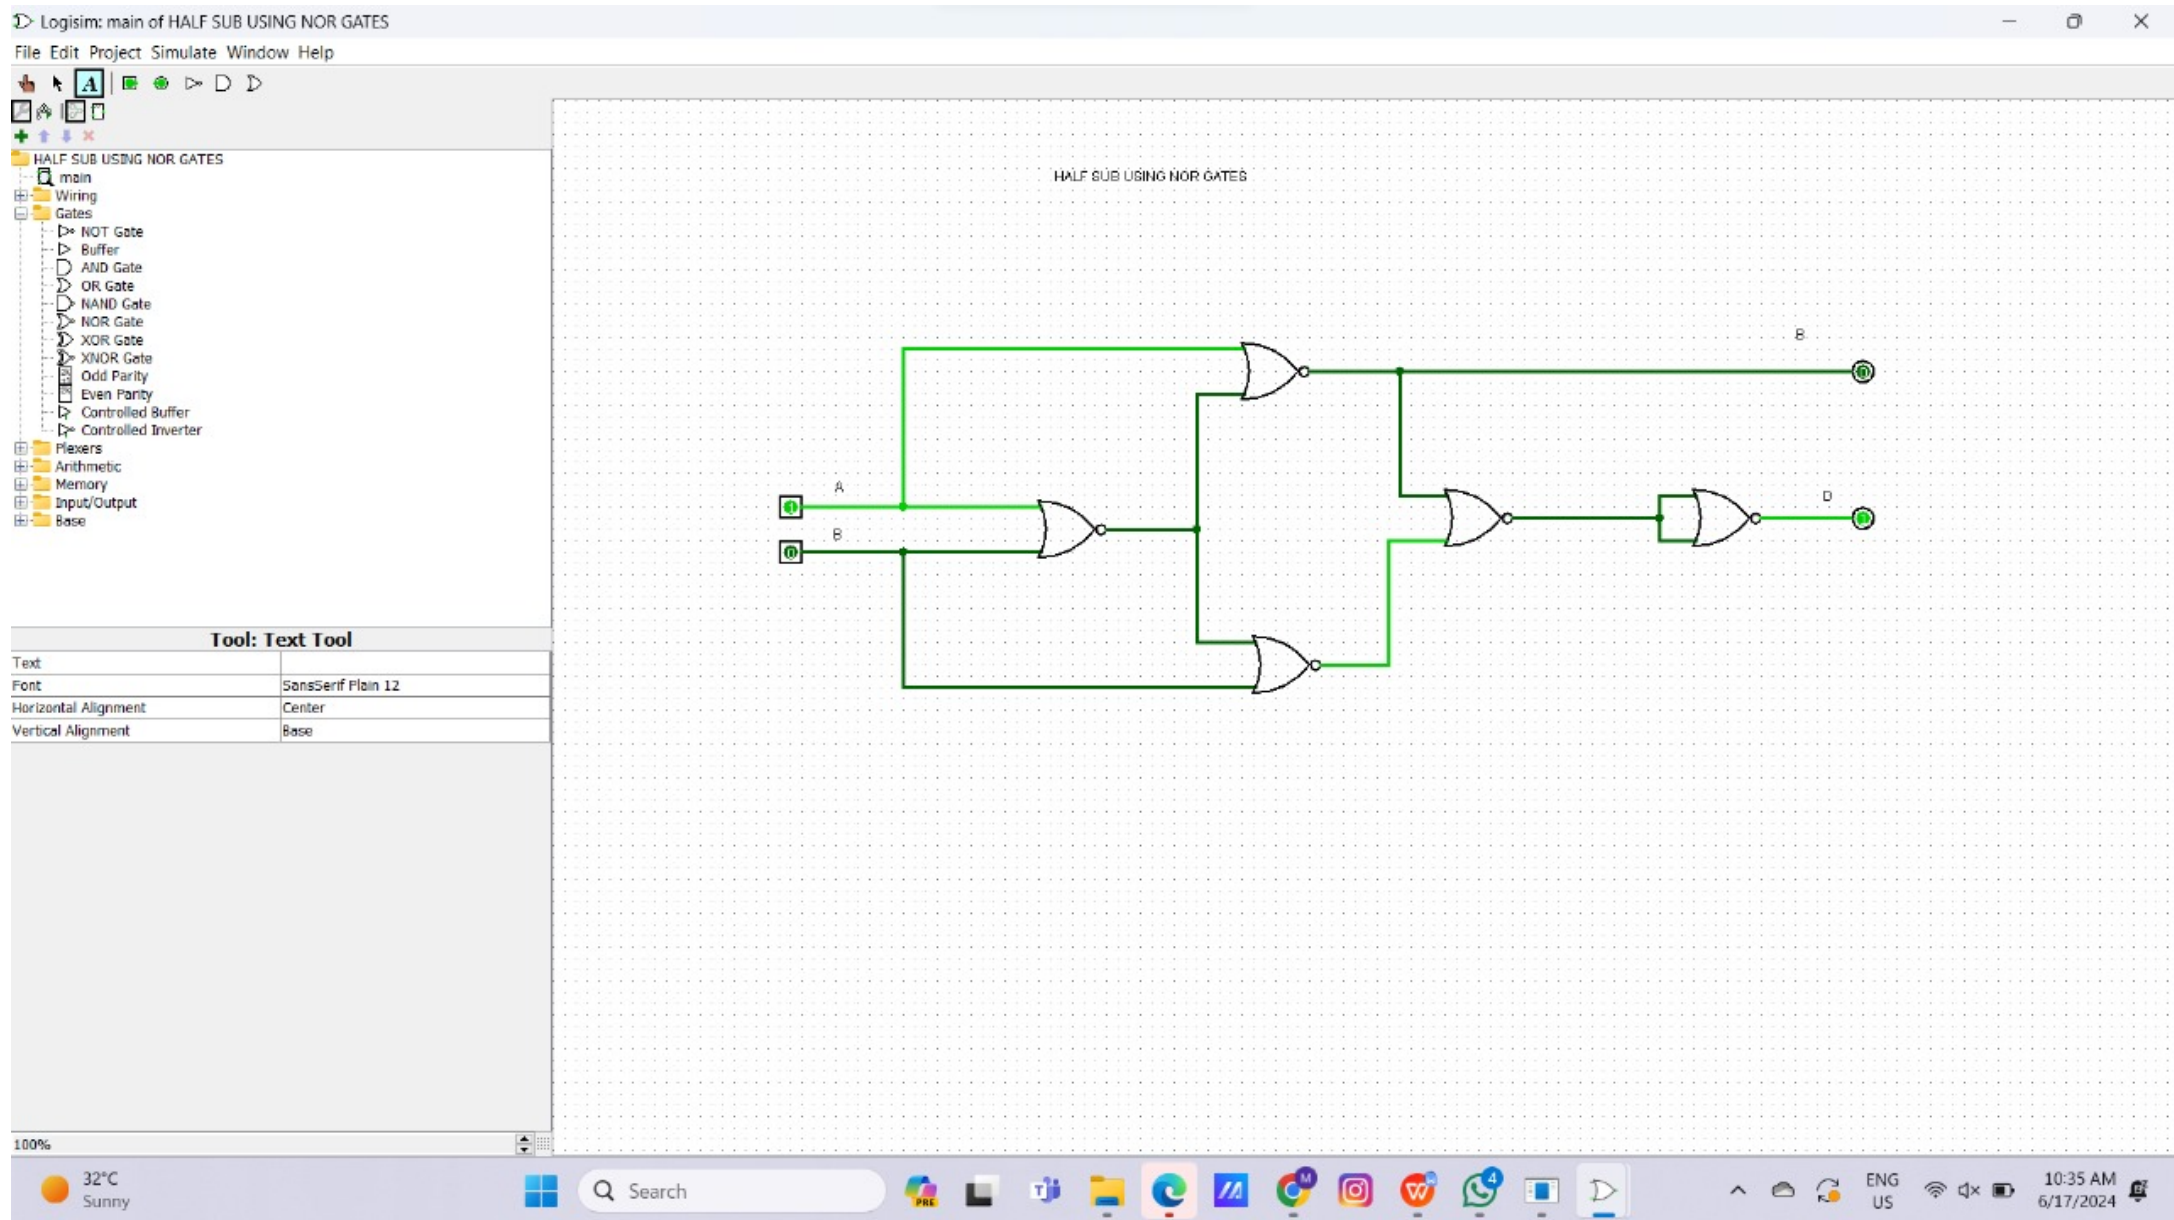 Logisim: main of HALF SUB USING NOR GATES
File Edit Project Simulate Window Help
A
HALF SUB USING NOR GATES
main
Wiring
Gates
NOT Gate
Buffer
AND Gate
OR Gate
NAND Gate
NOR Gate
XOR Gate
XNOR Gate
Odd Parity
Even Parity
Controlled Buffer
Controlled Inverter
Plexers
Arithmetic
Memory
Input/Output
Base
Tool: Text Tool
Text
Font SansSerif Plain 12
Horizontal Alignment Center
Vertical Alignment Base
100%
HALF SUB USING NOR GATES
B
0
A
1
B
0
D
1
32°C
Sunny
Search
PRE
M
4
ENG
US
10:35 AM
6/17/2024